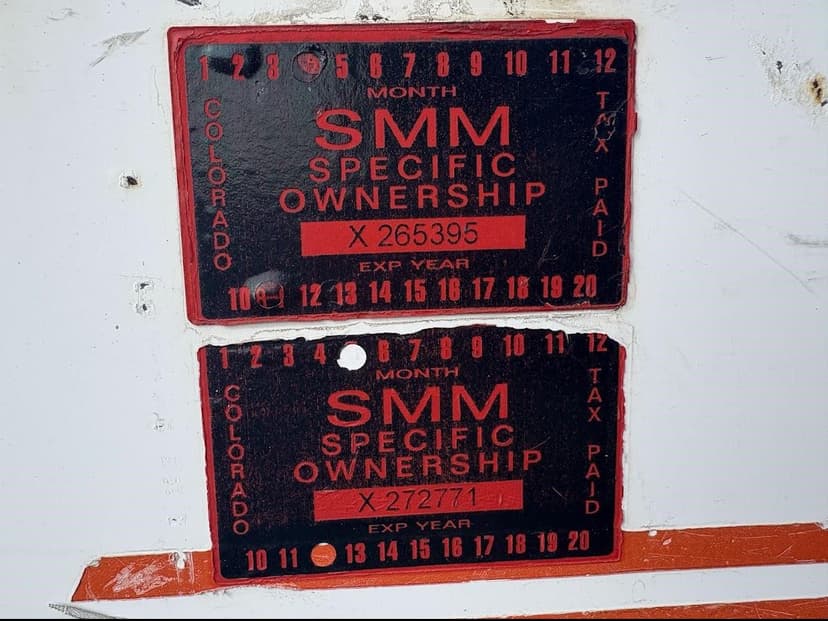 1 2 3 5 6 7 8 9 10 11 12
MONTH
COLORADO
SMM
SPECIFIC
OWNERSHIP
TAX PAID
X 265395
EXP YEAR
10 12 13 14 15 16 17 18 19 20
1 2 3 4 6 7 8 9 10 11 12
MONTH
COLORADO
SMM
SPECIFIC
OWNERSHIP
TAX PAID
X 272771
EXP YEAR
10 11 13 14 15 16 17 18 19 20